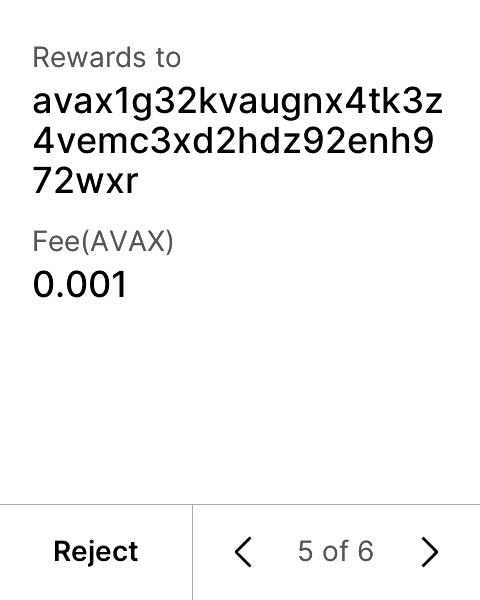 Rewards to
avax1g32kvaugnx4tk3z
4vemc3xd2hdz92enh9
72wxr
Fee(AVAX)
0.001
Reject
5 of 6